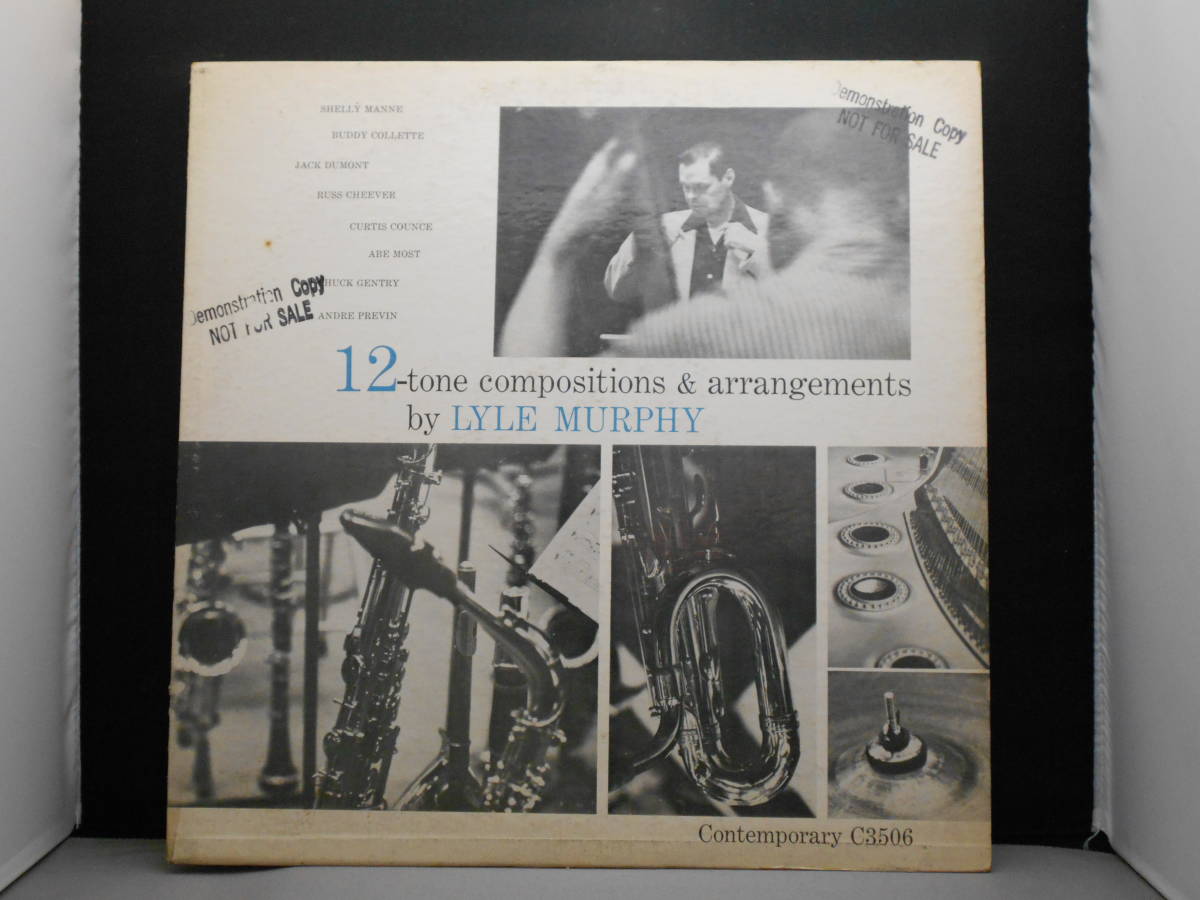 SHELLY MANNE
BUDDY COLLETTE
JACK DUMONT
RUSS CHEEVER
CURTIS COUNCE
ABE MOST
CHUCK GENTRY
ANDRE PREVIN
Demonstration Copy
NOT FOR SALE
Demonstration Copy
NOT FOR SALE
12-tone compositions & arrangements
by LYLE MURPHY
Contemporary C3506